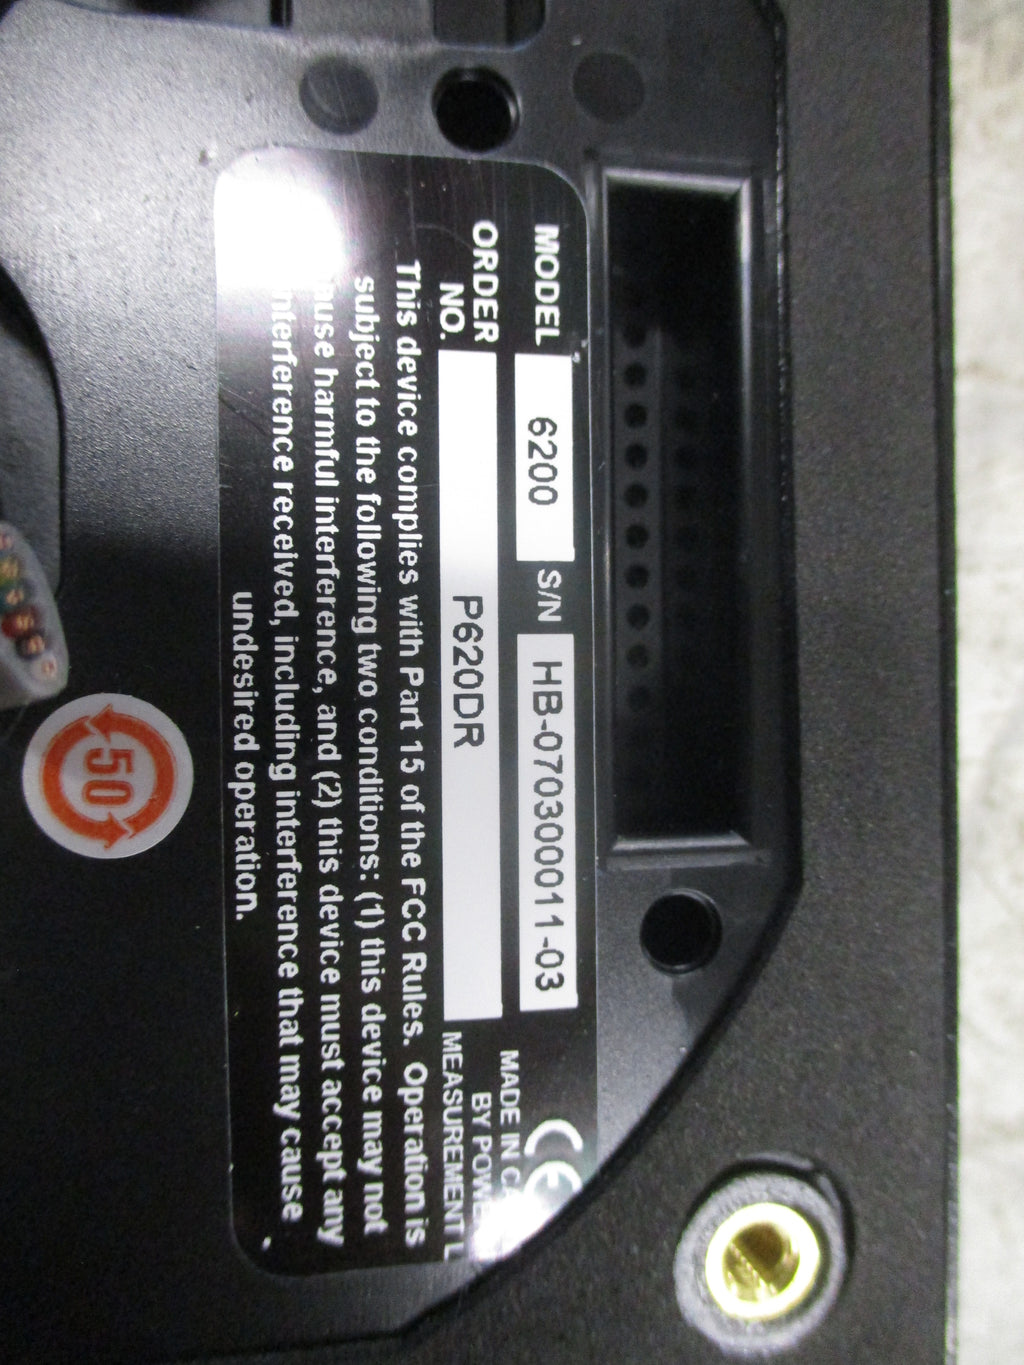 MODEL 6200 S/N HB-070300011-03
ORDER NO. P620DR
CE
MADE IN
BY
MEASUREMENT
This device complies with Part 15 of the FCC Rules. Operation is
subject to the following two conditions: (1) this device may not
harmful interference, and (2) this device must accept any
interference received, including interference that may cause
undesired operation.
50